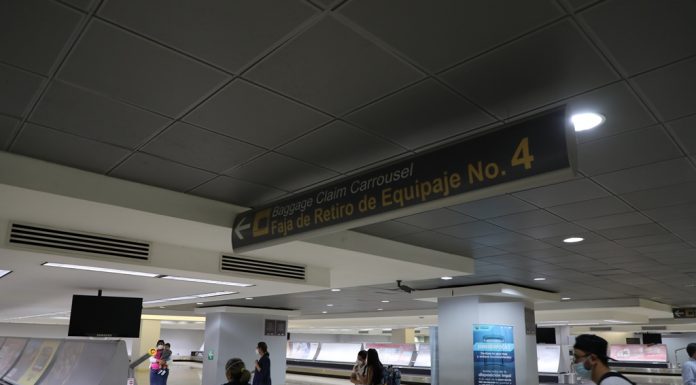 Baggage Claim Carrousel
Faja de Retiro de Equipaje No. 4